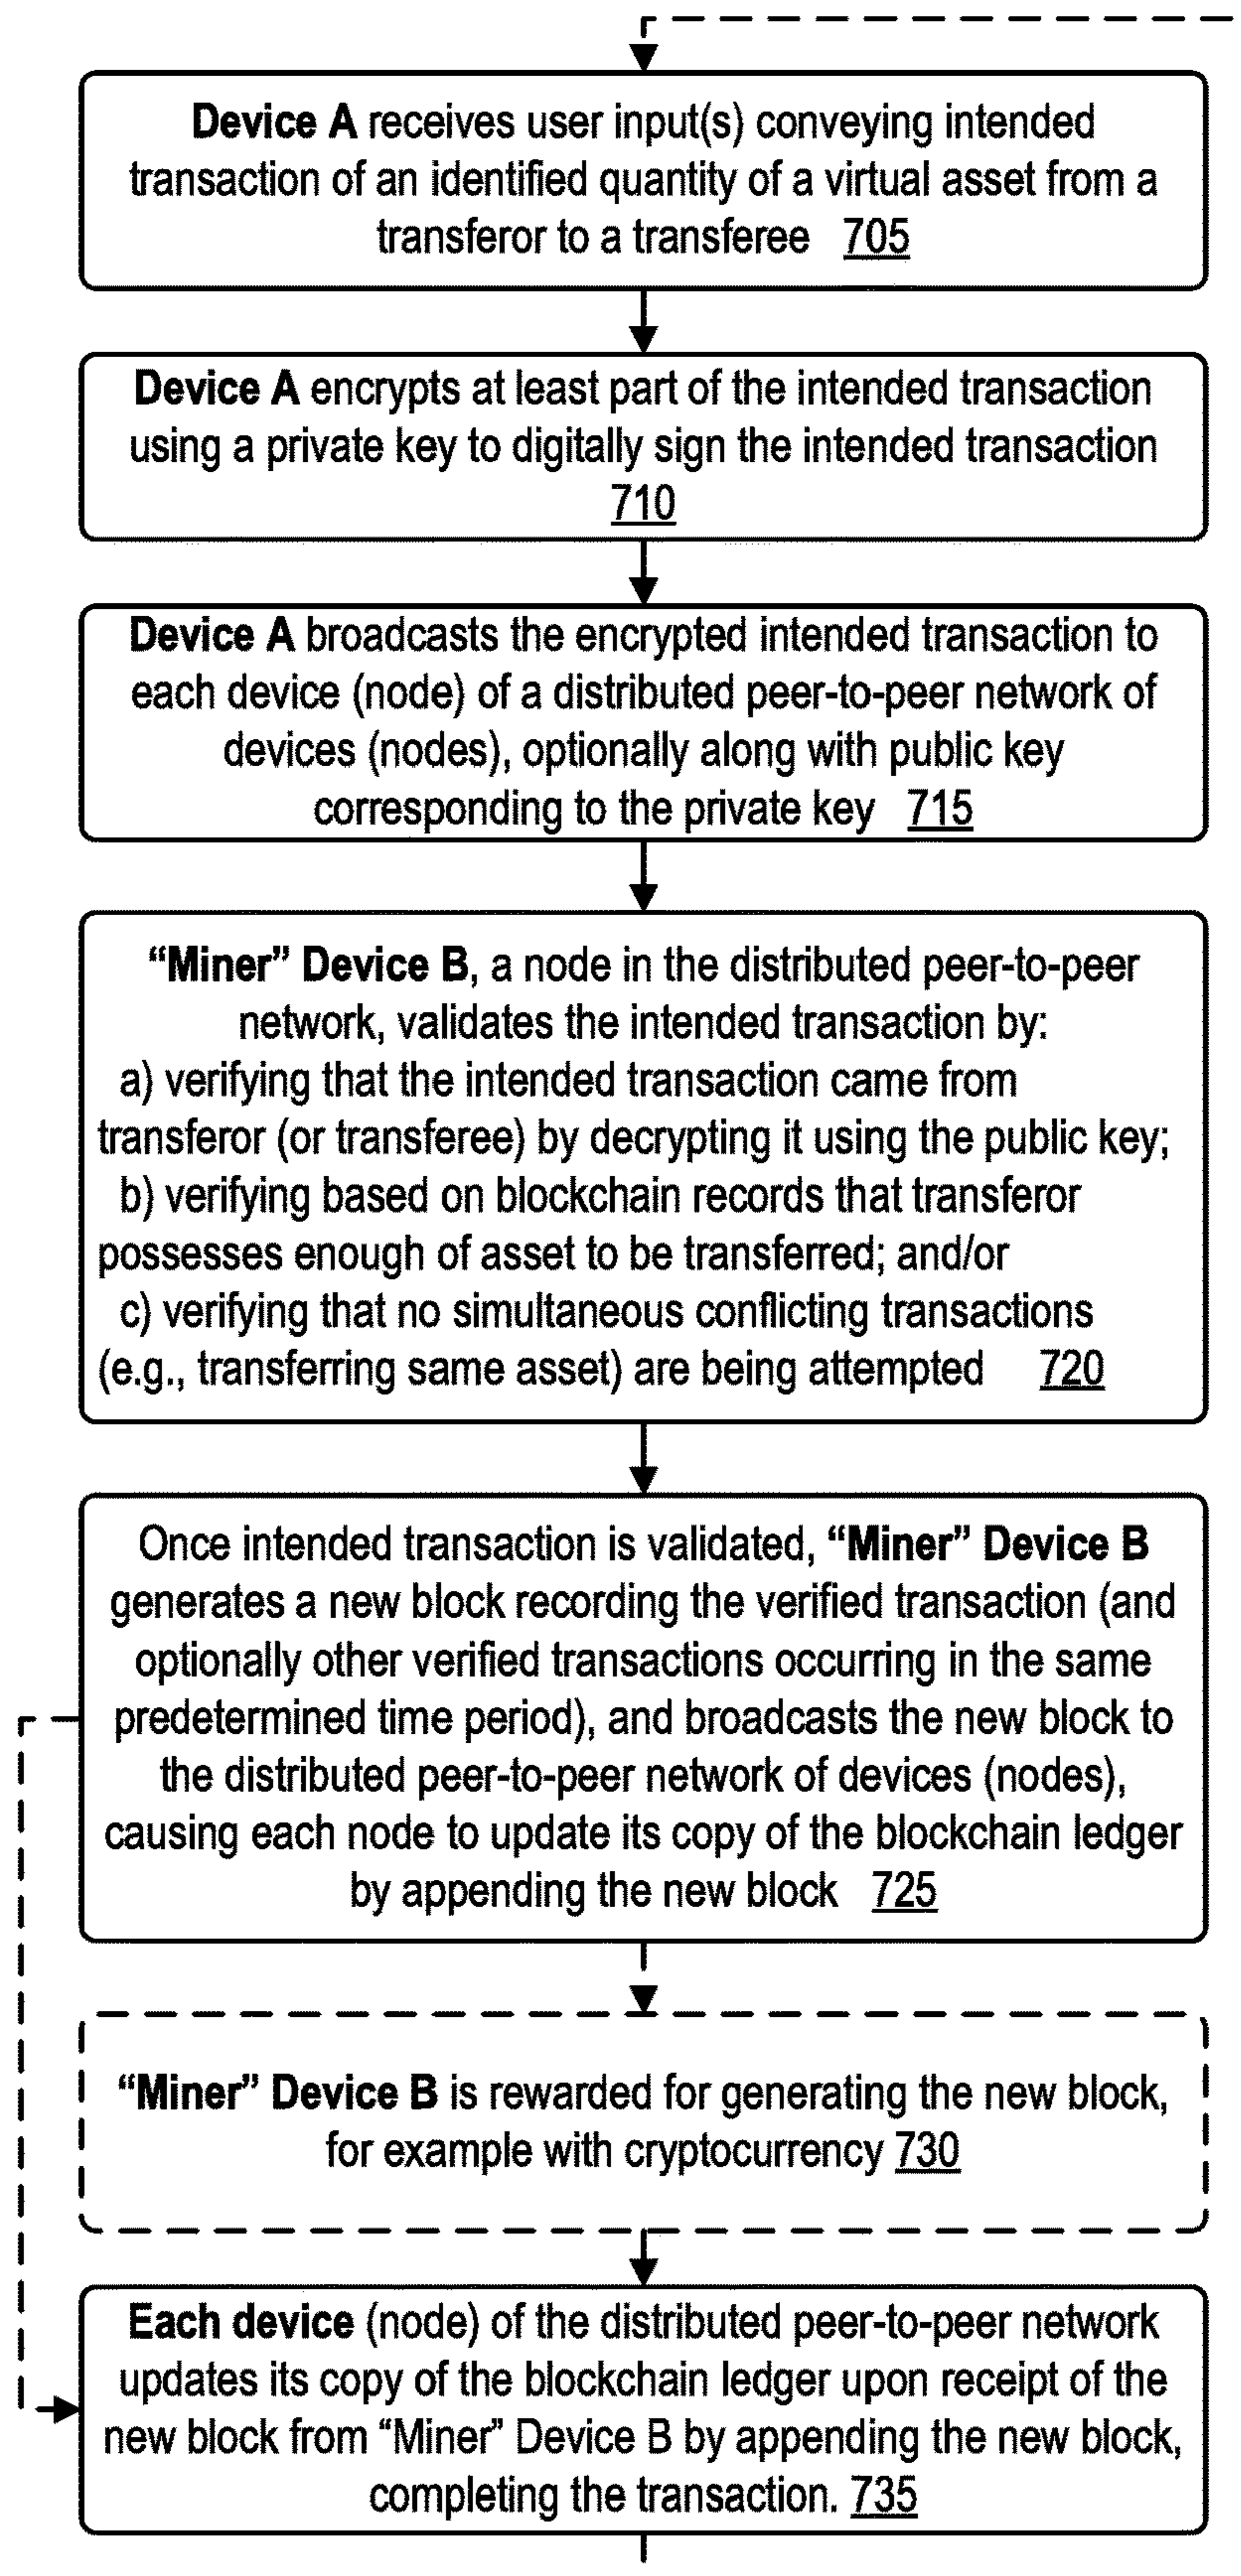 Device A receives user input(s) conveying intended
transaction of an identified quantity of a virtual asset from a
transferor to a transferee 705
Device A encrypts at least part of the intended transaction
using a private key to digitally sign the intended transaction
710
Device A broadcasts the encrypted intended transaction to
each device (node) of a distributed peer-to-peer network of
devices (nodes), optionally along with public key
corresponding to the private key 715
“Miner” Device B, a node in the distributed peer-to-peer
network, validates the intended transaction by:
a) verifying that the intended transaction came from
transferor (or transferee) by decrypting it using the public key;
b) verifying based on blockchain records that transferor
possesses enough of asset to be transferred; and/or
c) verifying that no simultaneous conflicting transactions
(e.g., transferring same asset) are being attempted 720
Once intended transaction is validated, “Miner” Device B
generates a new block recording the verified transaction (and
optionally other verified transactions occurring in the same
predetermined time period), and broadcasts the new block to
the distributed peer-to-peer network of devices (nodes),
causing each node to update its copy of the blockchain ledger
by appending the new block 725
“Miner” Device B is rewarded for generating the new block,
for example with cryptocurrency 730
Each device (node) of the distributed peer-to-peer network
updates its copy of the blockchain ledger upon receipt of the
new block from “Miner” Device B by appending the new block,
completing the transaction. 735